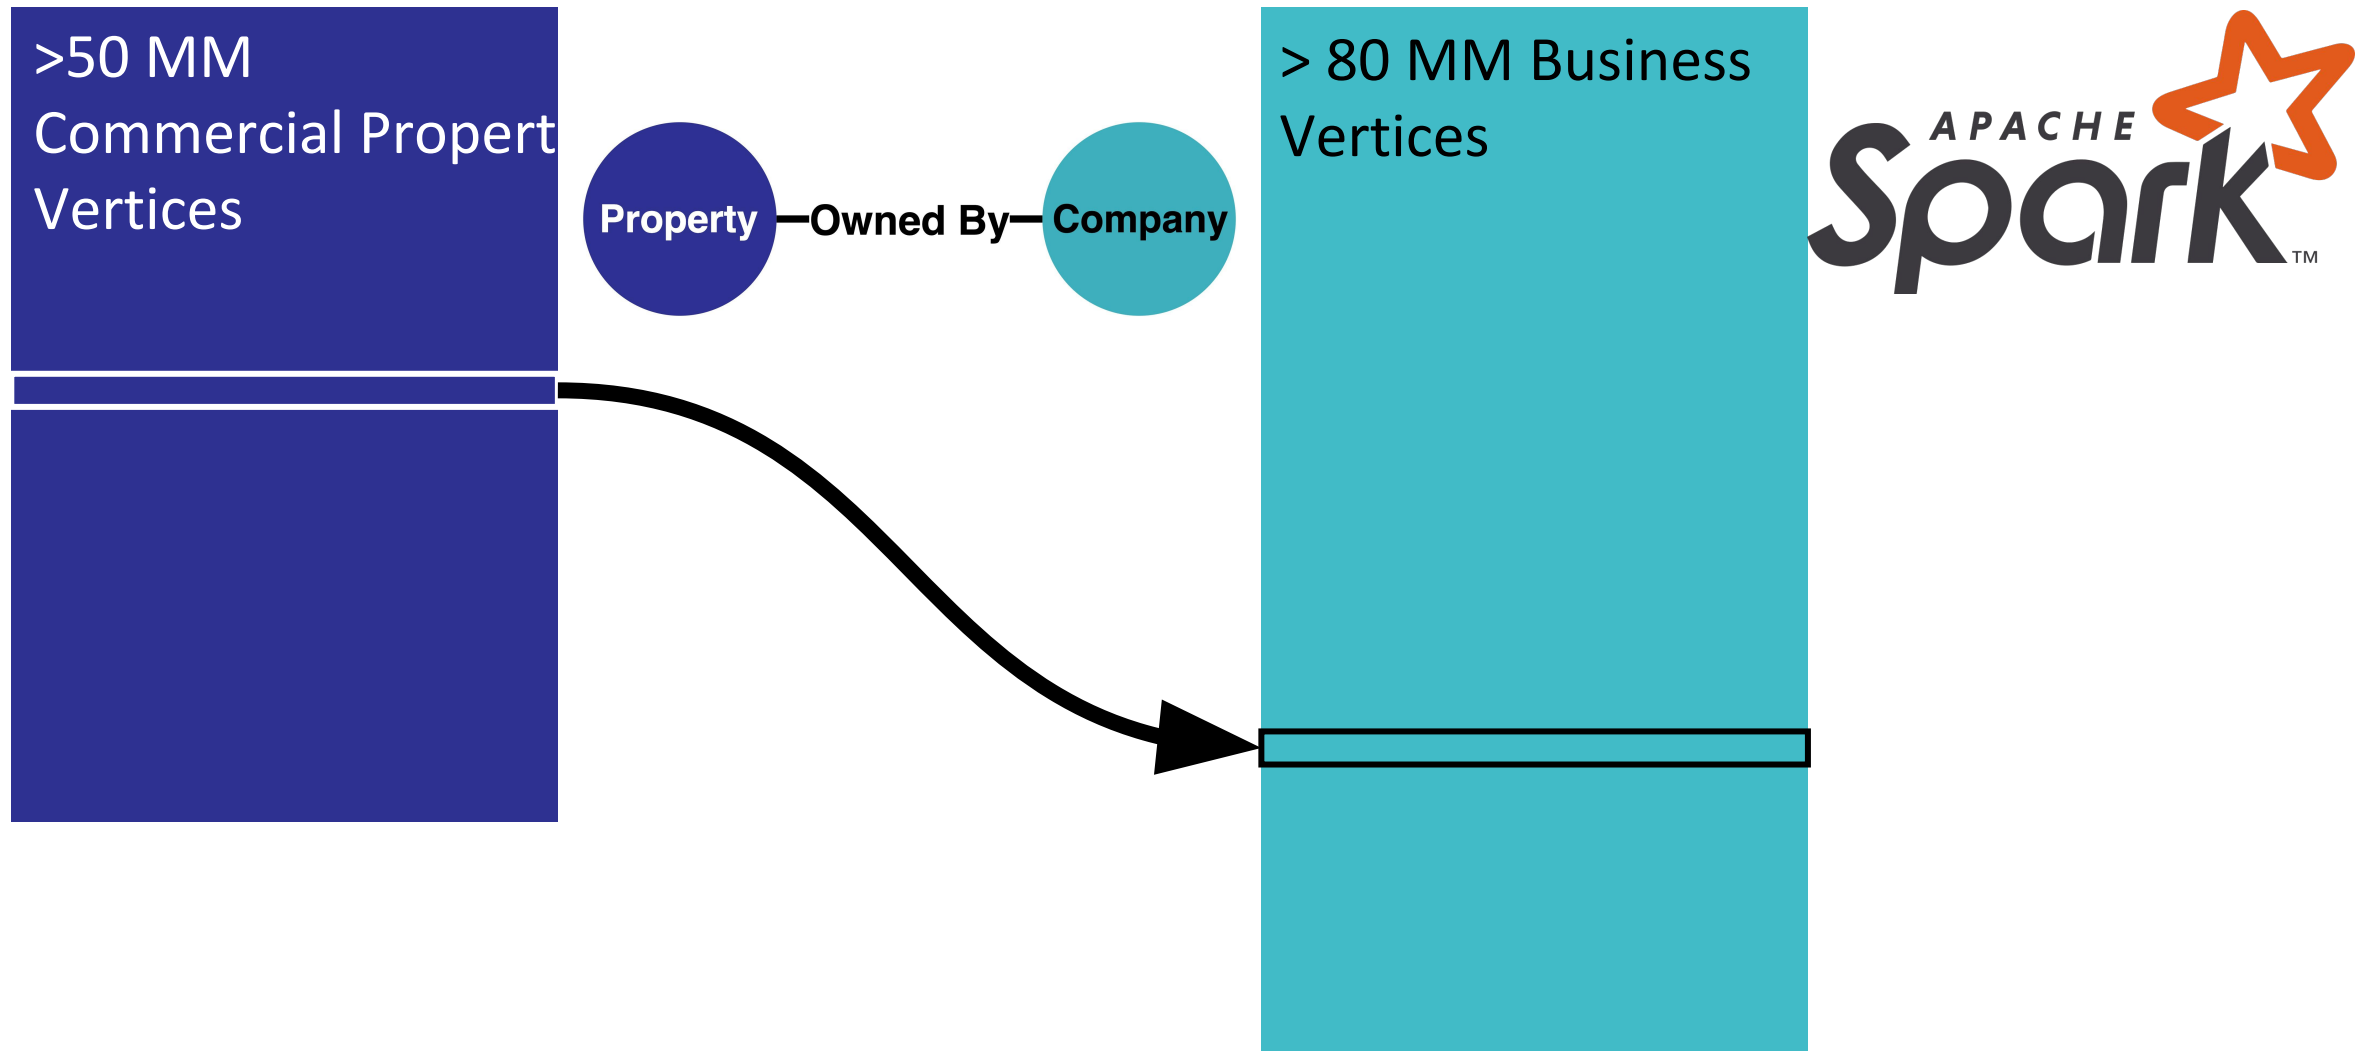 >50 MM
Commercial Propert
Vertices
Property
Owned By
Company
> 80 MM Business
Vertices
APACHE
Spark
TM